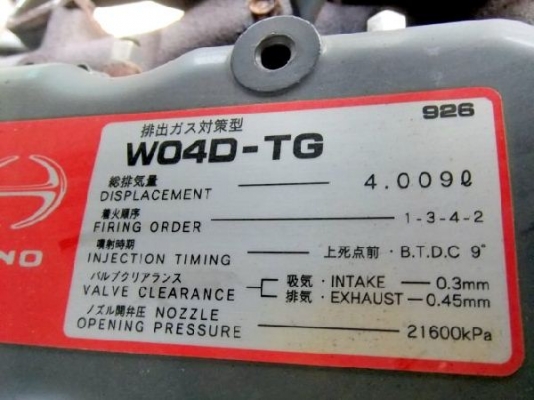 926
排出ガス対策型
W04D-TG
総排気量
DISPLACEMENT 4.009ℓ
着火順序
FIRING ORDER 1-3-4-2
噴射時期
INJECTION TIMING 上死点前・B.T.D.C 9°
バルブクリアランス
VALVE CLEARANCE
吸気・INTAKE 0.3mm
排気・EXHAUST 0.45mm
ノズル開弁圧 NOZZLE
OPENING PRESSURE 21600kPa
NO